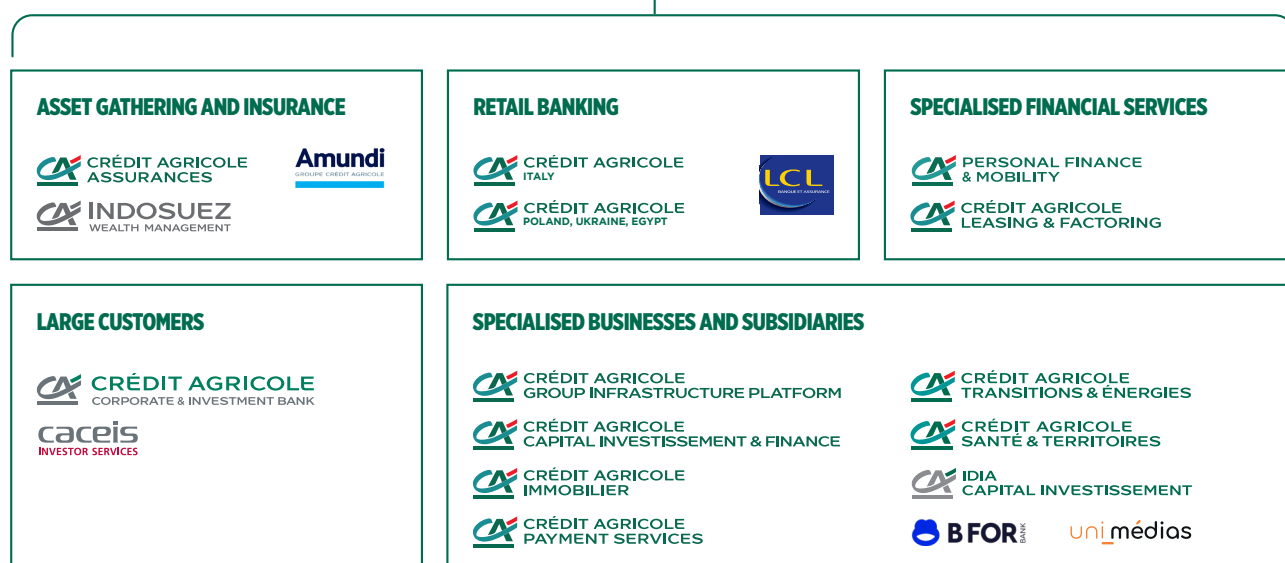 ASSET GATHERING AND INSURANCE
CRÉDIT AGRICOLE
ASSURANCES
Amundi
GROUPE CRÉDIT AGRICOLE
INDOSUEZ
WEALTH MANAGEMENT
RETAIL BANKING
CRÉDIT AGRICOLE
ITALY
LCL
BANQUE ET ASSURANCE
CRÉDIT AGRICOLE
POLAND, UKRAINE, EGYPT
SPECIALISED FINANCIAL SERVICES
PERSONAL FINANCE
& MOBILITY
CRÉDIT AGRICOLE
LEASING & FACTORING
LARGE CUSTOMERS
CRÉDIT AGRICOLE
CORPORATE & INVESTMENT BANK
caceis
INVESTOR SERVICES
SPECIALISED BUSINESSES AND SUBSIDIARIES
CRÉDIT AGRICOLE
GROUP INFRASTRUCTURE PLATFORM
CRÉDIT AGRICOLE
CAPITAL INVESTISSEMENT & FINANCE
CRÉDIT AGRICOLE
IMMOBILIER
CRÉDIT AGRICOLE
PAYMENT SERVICES
CRÉDIT AGRICOLE
TRANSITIONS & ÉNERGIES
CRÉDIT AGRICOLE
SANTÉ & TERRITOIRES
IDIA
CAPITAL INVESTISSEMENT
BFOR BANK
uni_médias